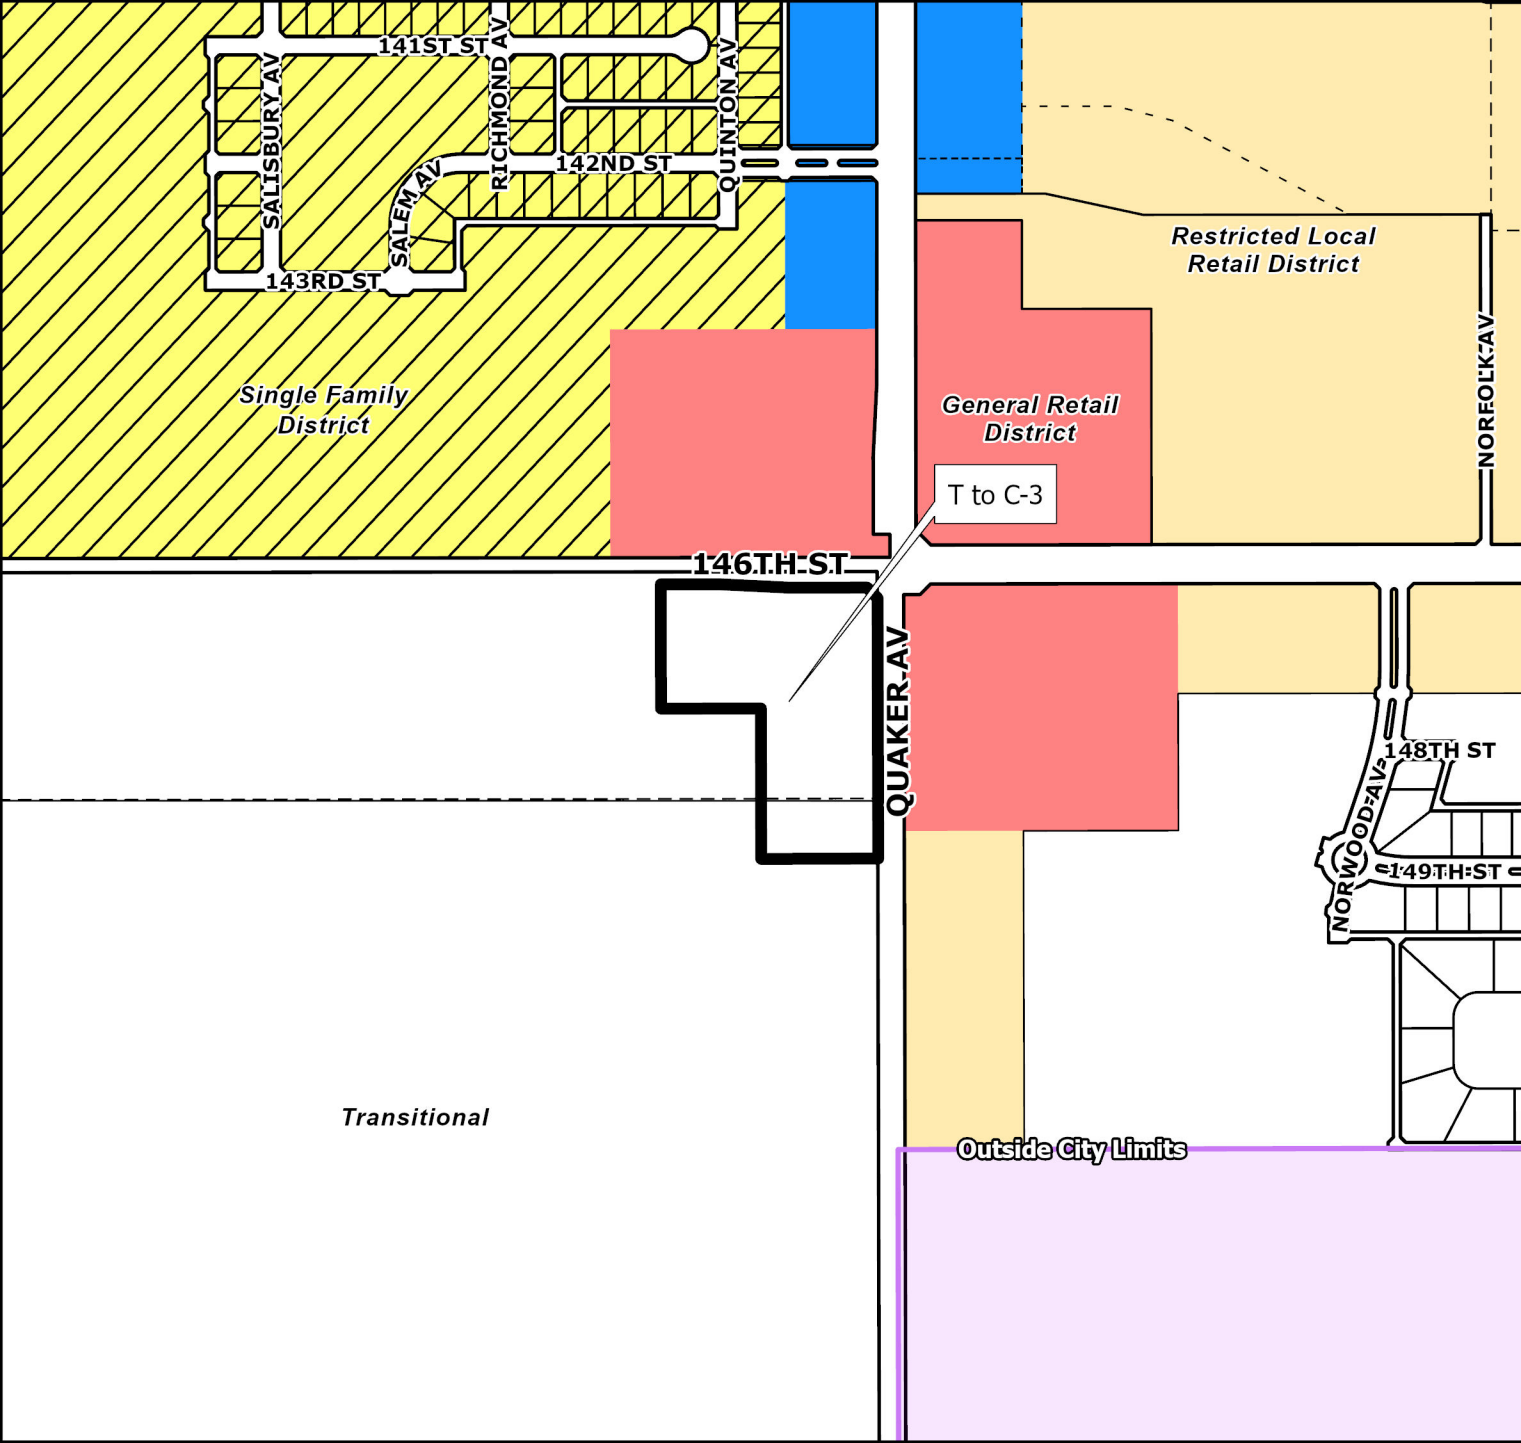 141ST ST
SALISBURY AV
RICHMOND AV
QUINTON AV
142ND ST
SALEM AV
143RD ST
Restricted Local
Retail District
NORFOLK AV
Single Family
District
General Retail
District
T to C-3
146TH ST
QUAKER AV
148TH ST
NORWOOD AV
149TH ST
Transitional
Outside City Limits